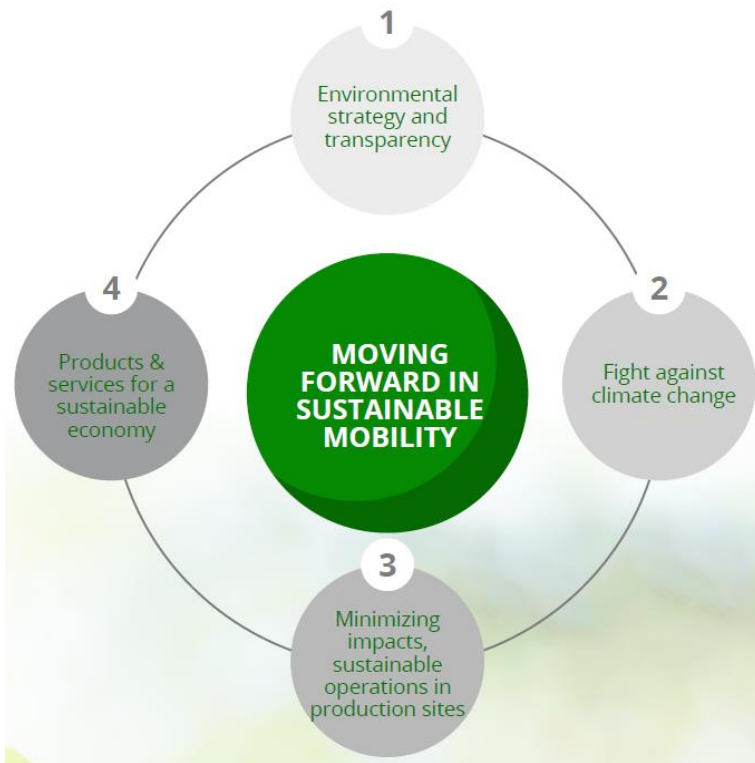 1
Environmental
strategy and
transparency
2
Fight against
climate change
3
Minimizing
impacts,
sustainable
operations in
production sites
4
Products &
services for a
sustainable
economy
MOVING
FORWARD IN
SUSTAINABLE
MOBILITY